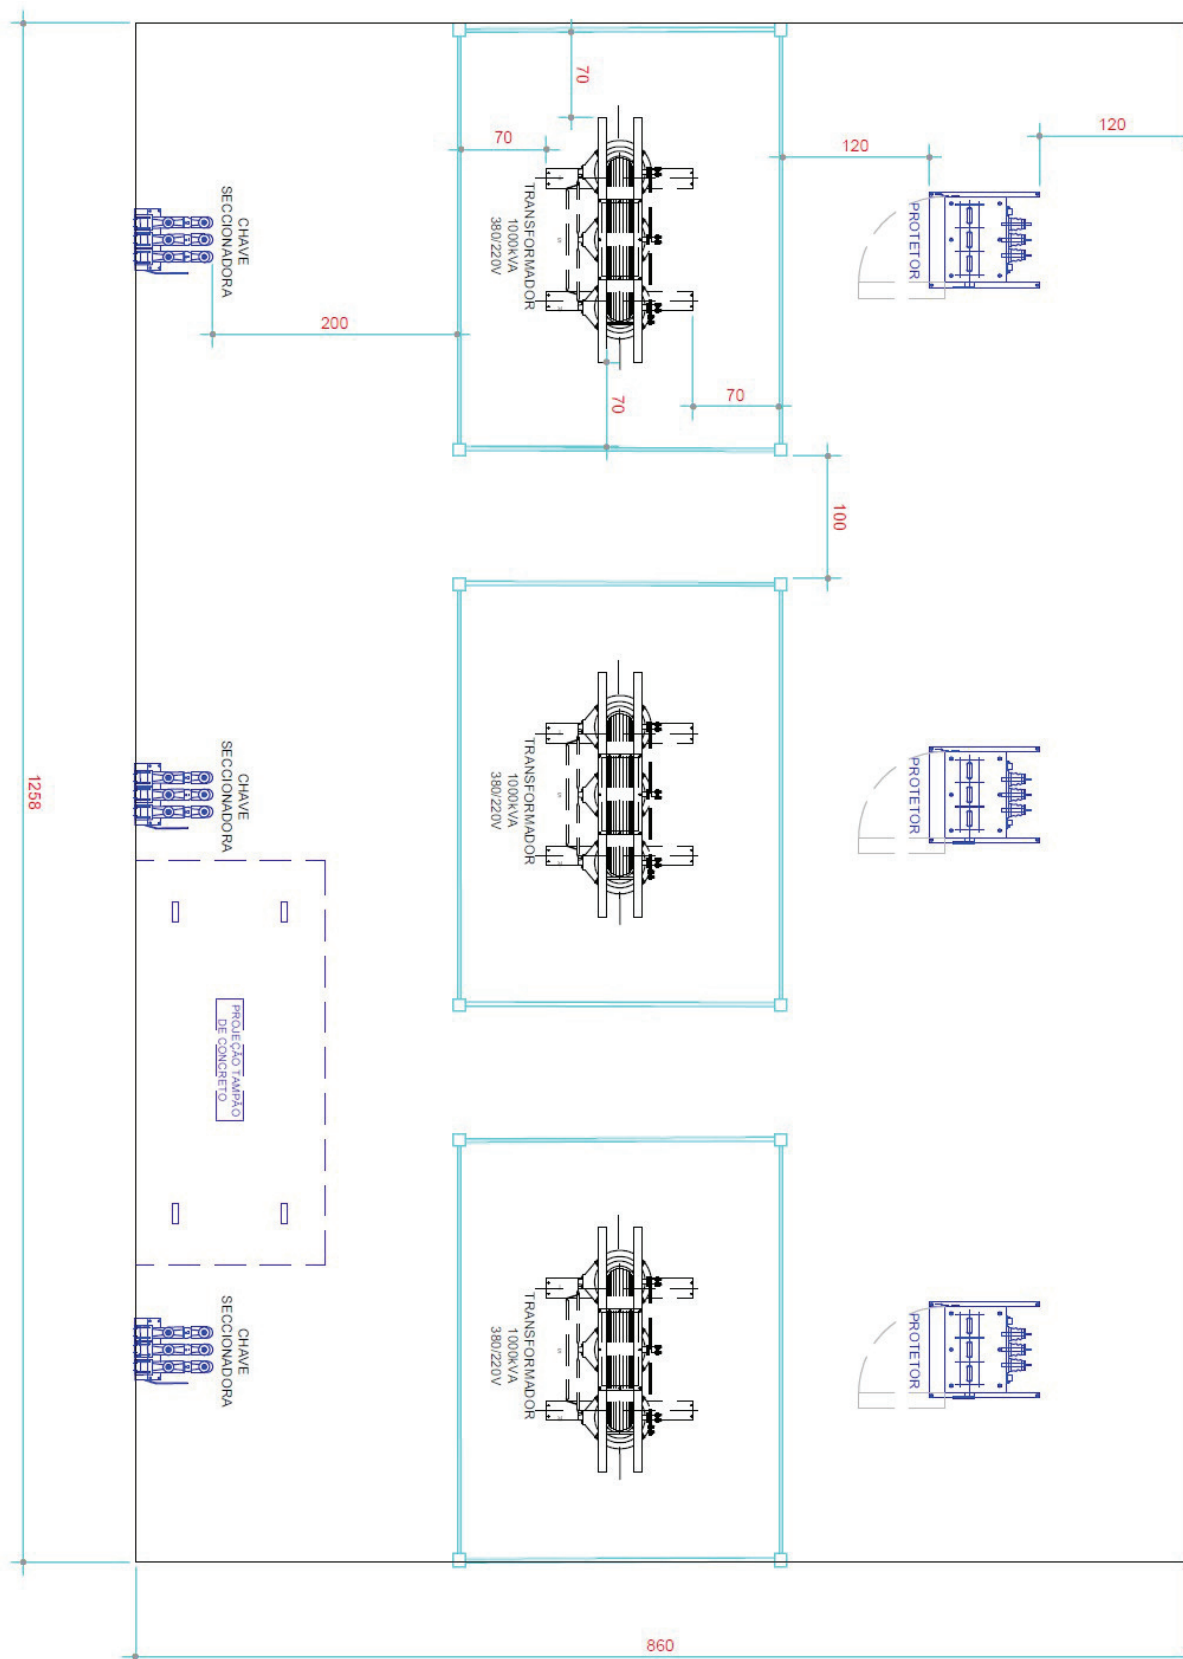 70
70
120
120
CHAVE
SECCIONADORA
TRANSFORMADOR
1000kVA
380/220V
PROTETOR
200
70
70
100
1258
CHAVE
SECCIONADORA
TRANSFORMADOR
1000kVA
380/220V
PROTETOR
PROJEÇÃO TAMPÃO
DE CONCRETO
CHAVE
SECCIONADORA
TRANSFORMADOR
1000kVA
380/220V
PROTETOR
860